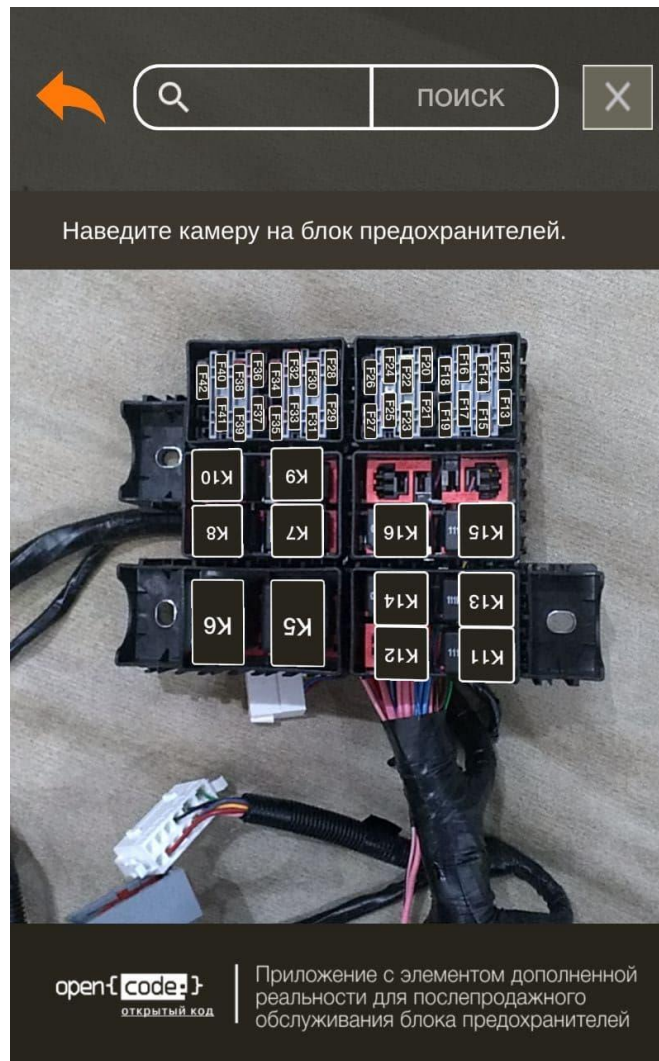 ПОИСК
Наведите камеру на блок предохранителей.
F42 F40 F38 F36 F34 F32 F30 F28
F41 F39 F37 F35 F33 F31 F29
F26 F24 F22 F20 F18 F16 F14 F12
F27 F25 F23 F21 F19 F17 F15 F13
K10 K9
K8 K7 K16 K15
K6 K5 K14 K13
K12 K11
open-{ code: }
открытый код
Приложение с элементом дополненной
реальности для послепродажного
обслуживания блока предохранителей